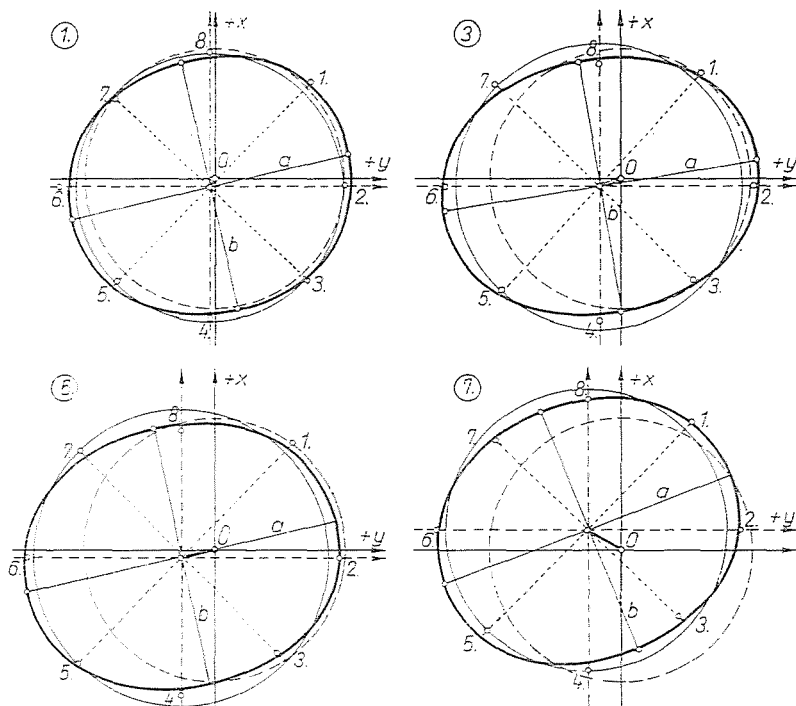 1.
+x
8.
1.
7.
0.
a
+y
6.
2.
b
5.
3.
4.
3
+x
8.
1.
7.
0
a
+y
6.
2.
b
5.
3.
4.
+x
8.
1.
7.
0
a
+y
6.
2.
b
5.
3.
4.
+x
8.
1.
7.
a
+y
2.
0
6.
b
5.
3.
4.